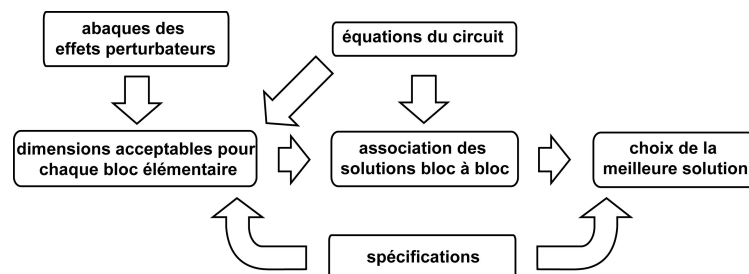 abaques des
effets perturbateurs
équations du circuit
dimensions acceptables pour
chaque bloc élémentaire
association des
solutions bloc à bloc
choix de la
meilleure solution
spécifications